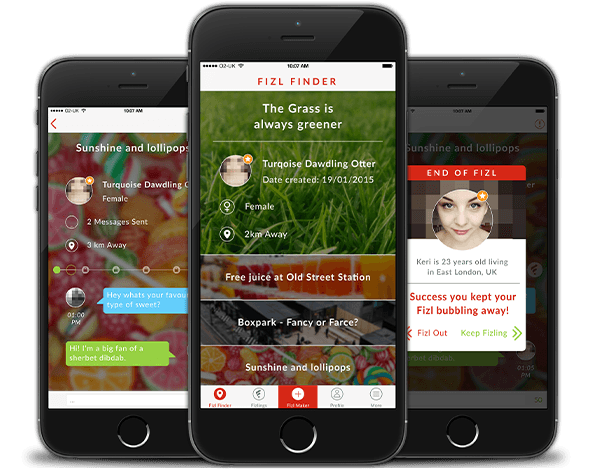 O2-UK
10:07 AM
Sunshine and lollipops
Turquoise Dawdling O
Female
2 Messages Sent
3 km Away
01:00
PM
Hey whats your favou
type of sweet?
Hi! I'm a big fan of a
sherbet dibdab.
O2-UK
10:07 AM
FIZL FINDER
The Grass is
always greener
Turqoise Dawdling Otter
Date created: 19/01/2015
Female
2km Away
Free juice at Old Street Station
Boxpark - Fancy or Farce?
Sunshine and lollipops
Fizl Finder
Fizlings
Fizl Maker
Profile
More
10:07 AM
Sunshine and lollipops
END OF FIZL
Keri is 23 years old living
in East London, UK
Success you kept your
Fizl bubbling away!
Fizl Out
Keep Fizling
sherbet dibdab.